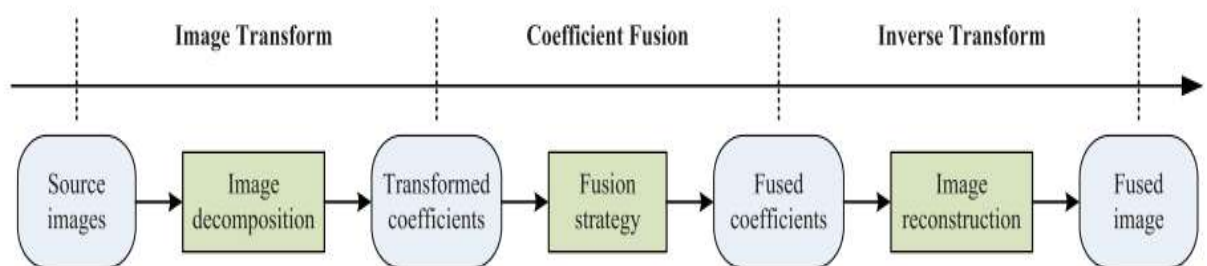 Image Transform
Coefficient Fusion
Inverse Transform
Source
images
Image
decomposition
Transformed
coefficients
Fusion
strategy
Fused
coefficients
Image
reconstruction
Fused
image